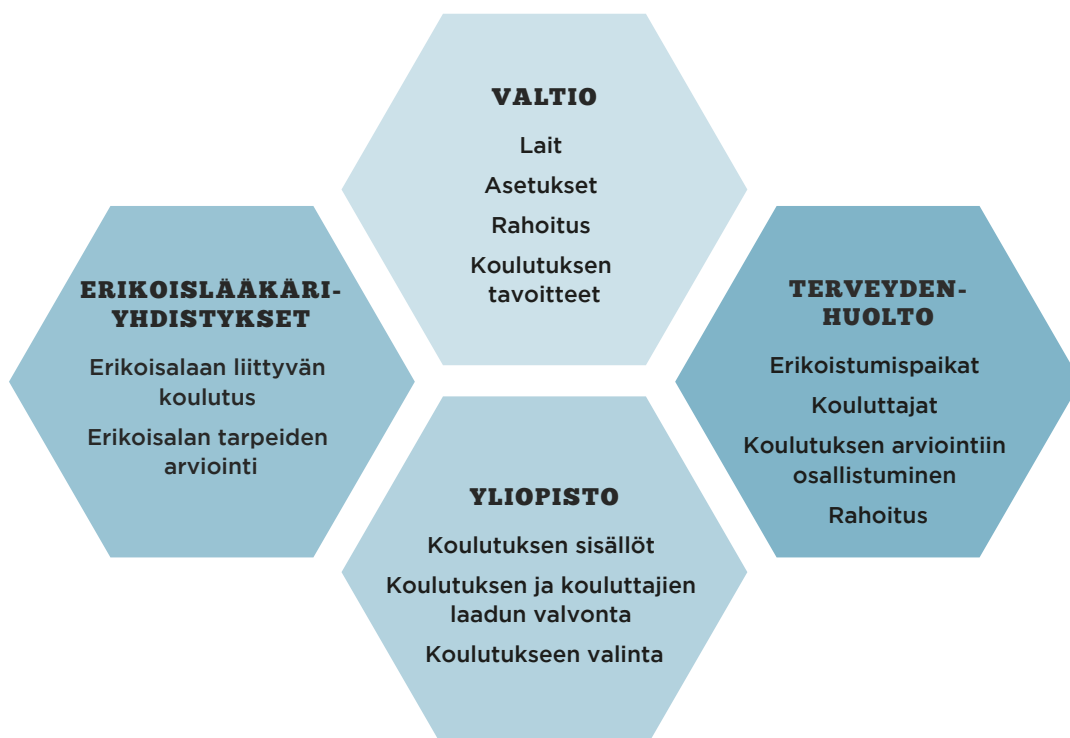 VALTIO
Lait
Asetukset
Rahoitus
Koulutuksen
tavoitteet
ERIKOISLÄÄKÄRI-
YHDISTYKSET
Erikoisalaan liittyvän
koulutus
Erikoisalan tarpeiden
arviointi
TERVEYDEN-
HUOLTO
Erikoistumispaikat
Kouluttajat
Koulutuksen arviointiin
osallistuminen
Rahoitus
YLIOPISTO
Koulutuksen sisällöt
Koulutuksen ja kouluttajien
laadun valvonta
Koulutukseen valinta